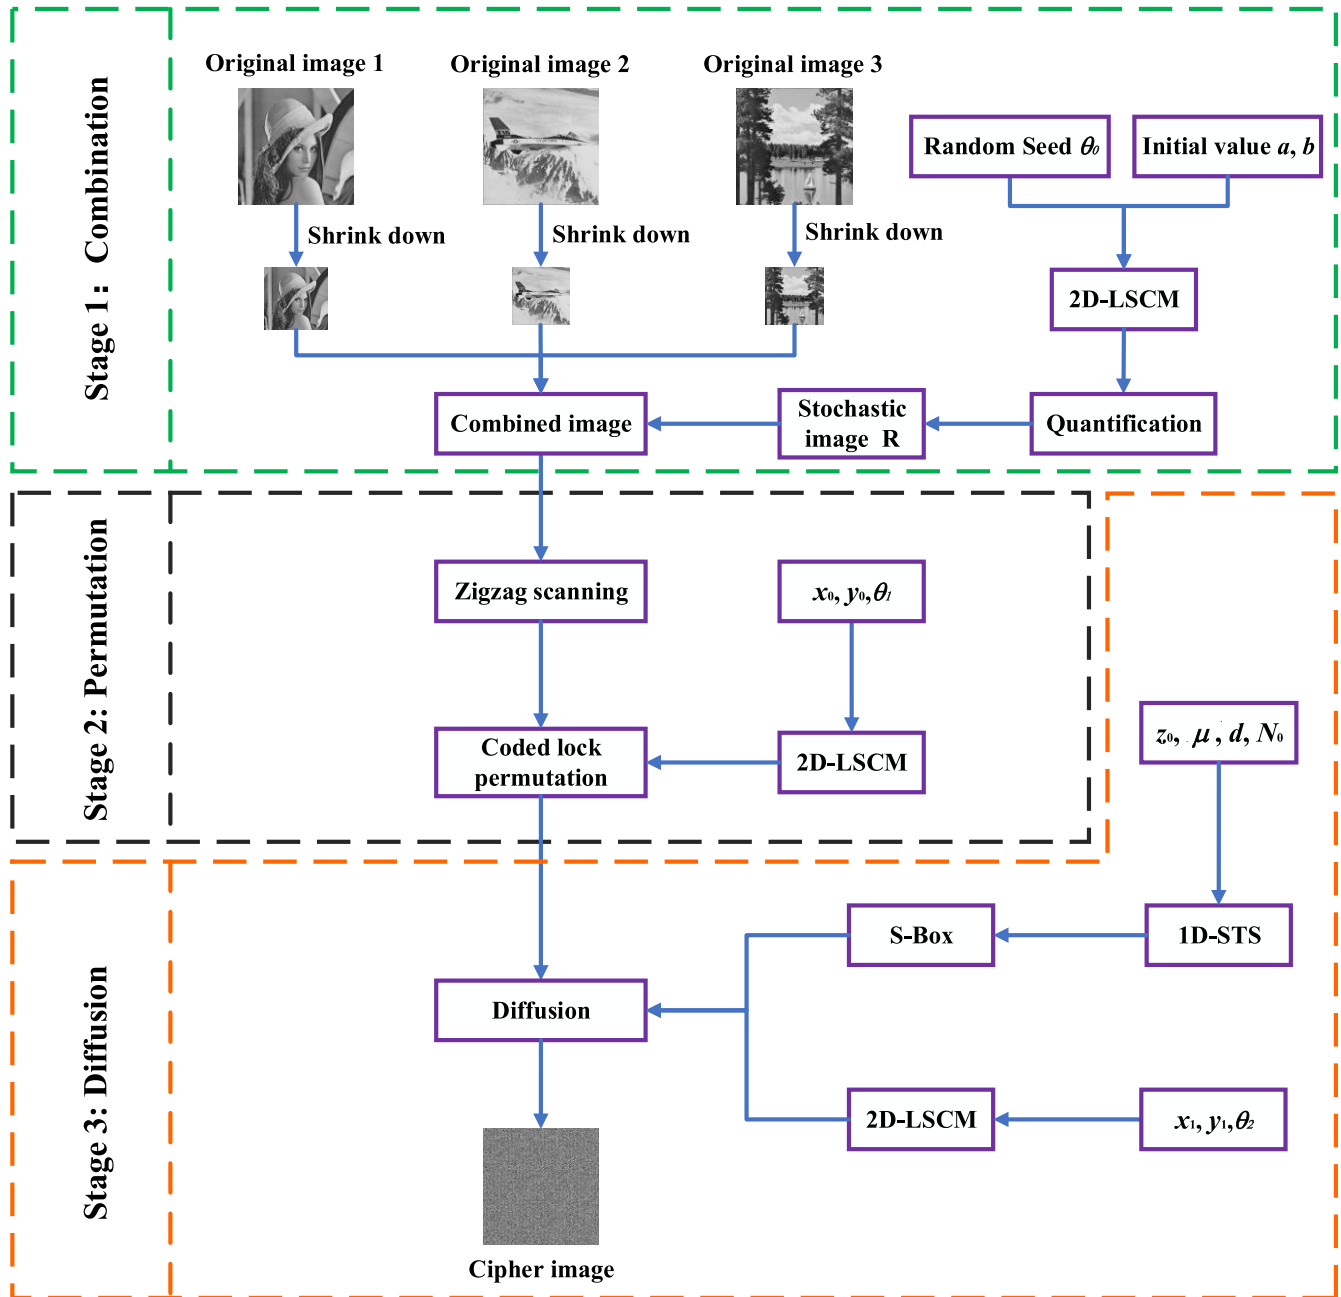 Stage 1: Combination
Original image 1
Original image 2
Original image 3
Random Seed θ₀
Initial value a, b
Shrink down
Shrink down
Shrink down
2D-LSCM
Combined image
Stochastic
image R
Quantification
Stage 2: Permutation
Zigzag scanning
x₀, y₀,θ₁
Coded lock
permutation
2D-LSCM
z₀, μ, d, N₀
Stage 3: Diffusion
S-Box
1D-STS
Diffusion
2D-LSCM
x₁, y₁,θ₂
Cipher image